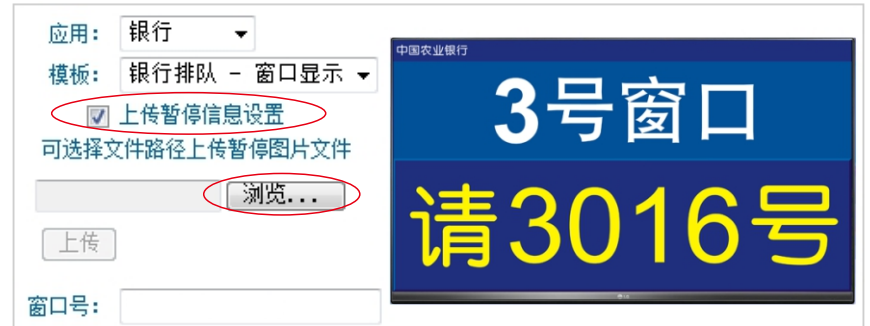 应用： 银行
模板： 银行排队 - 窗口显示
上传暂停信息设置
可选择文件路径上传暂停图片文件
浏览...
上传
窗口号：
中国农业银行
3号窗口
请3016号